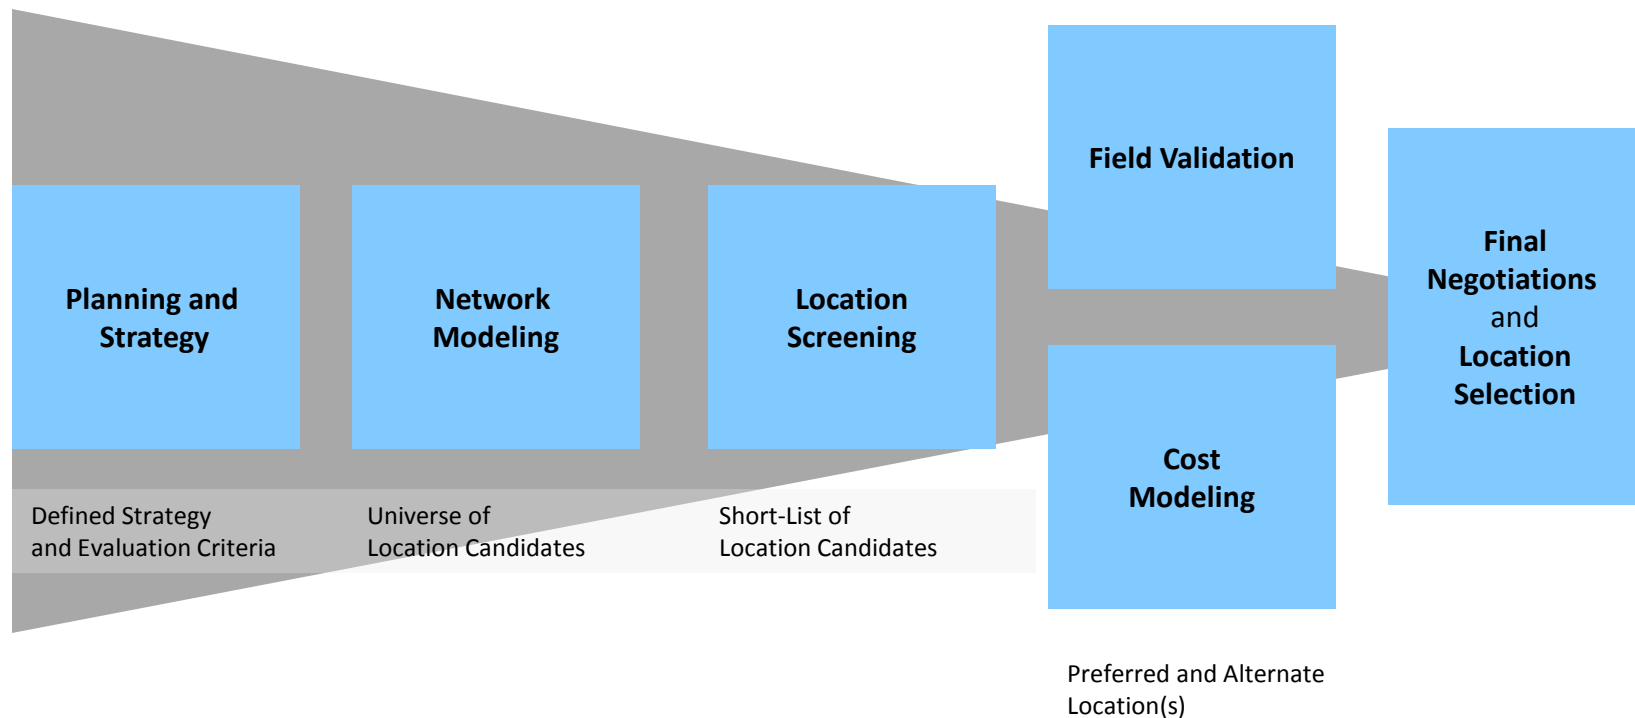 Planning and
Strategy
Network
Modeling
Location
Screening
Field Validation
Cost
Modeling
Final
Negotiations
and
Location
Selection
Defined Strategy
and Evaluation Criteria
Universe of
Location Candidates
Short-List of
Location Candidates
Preferred and Alternate
Location(s)